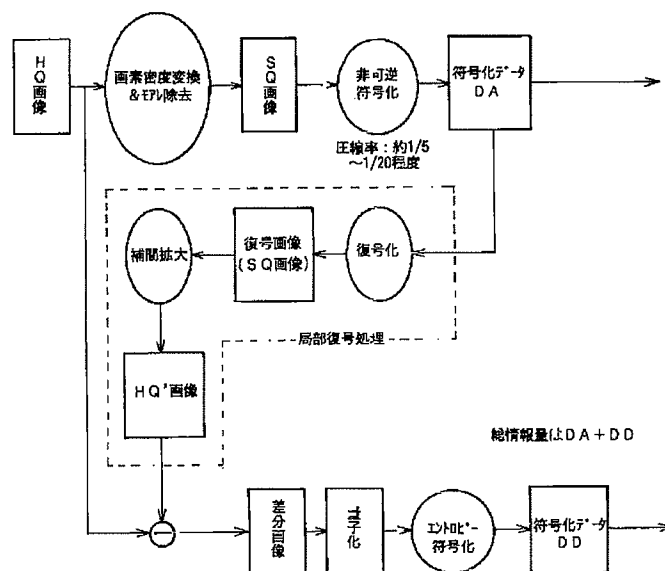 HQ画像
画素密度変換
&モアレ除去
SQ画像
非可逆
符号化
符号化データ
DA
圧縮率：約1/5
～1/20程度
補間拡大
復号画像
(SQ画像)
復号化
局部復号処理
HQ'画像
総情報量はDA+DD
差分画像
量子化
エントロピー
符号化
符号化データ
DD